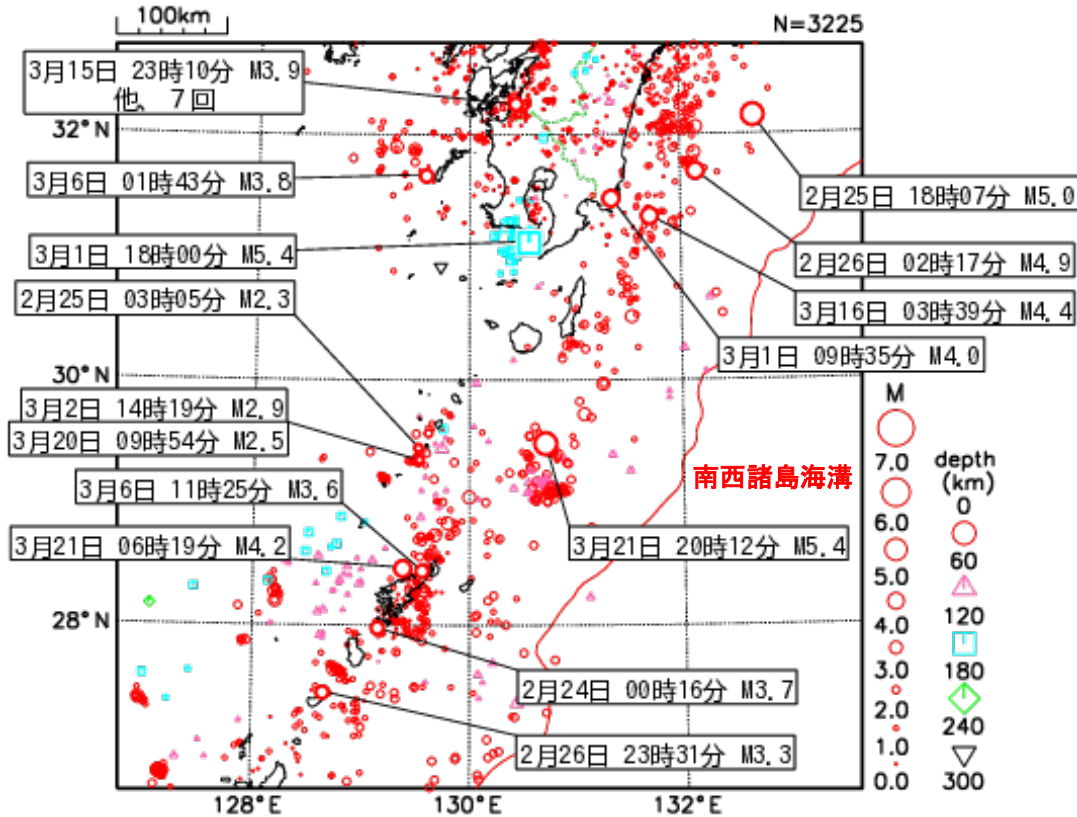 100km
N=3225
3月15日 23時10分 M3.9
他、7回
32°N
3月6日 01時43分 M3.8
2月25日 18時07分 M5.0
3月1日 18時00分 M5.4
2月26日 02時17分 M4.9
2月25日 03時05分 M2.3
3月16日 03時39分 M4.4
3月1日 09時35分 M4.0
30°N
3月2日 14時19分 M2.9
3月20日 09時54分 M2.5
3月6日 11時25分 M3.6
南西諸島海溝
3月21日 06時19分 M4.2
3月21日 20時12分 M5.4
28°N
2月24日 00時16分 M3.7
2月26日 23時31分 M3.3
128°E
130°E
132°E
M
7.0
6.0
5.0
4.0
3.0
2.0
1.0
0.0
depth
(km)
0
60
120
180
240
300